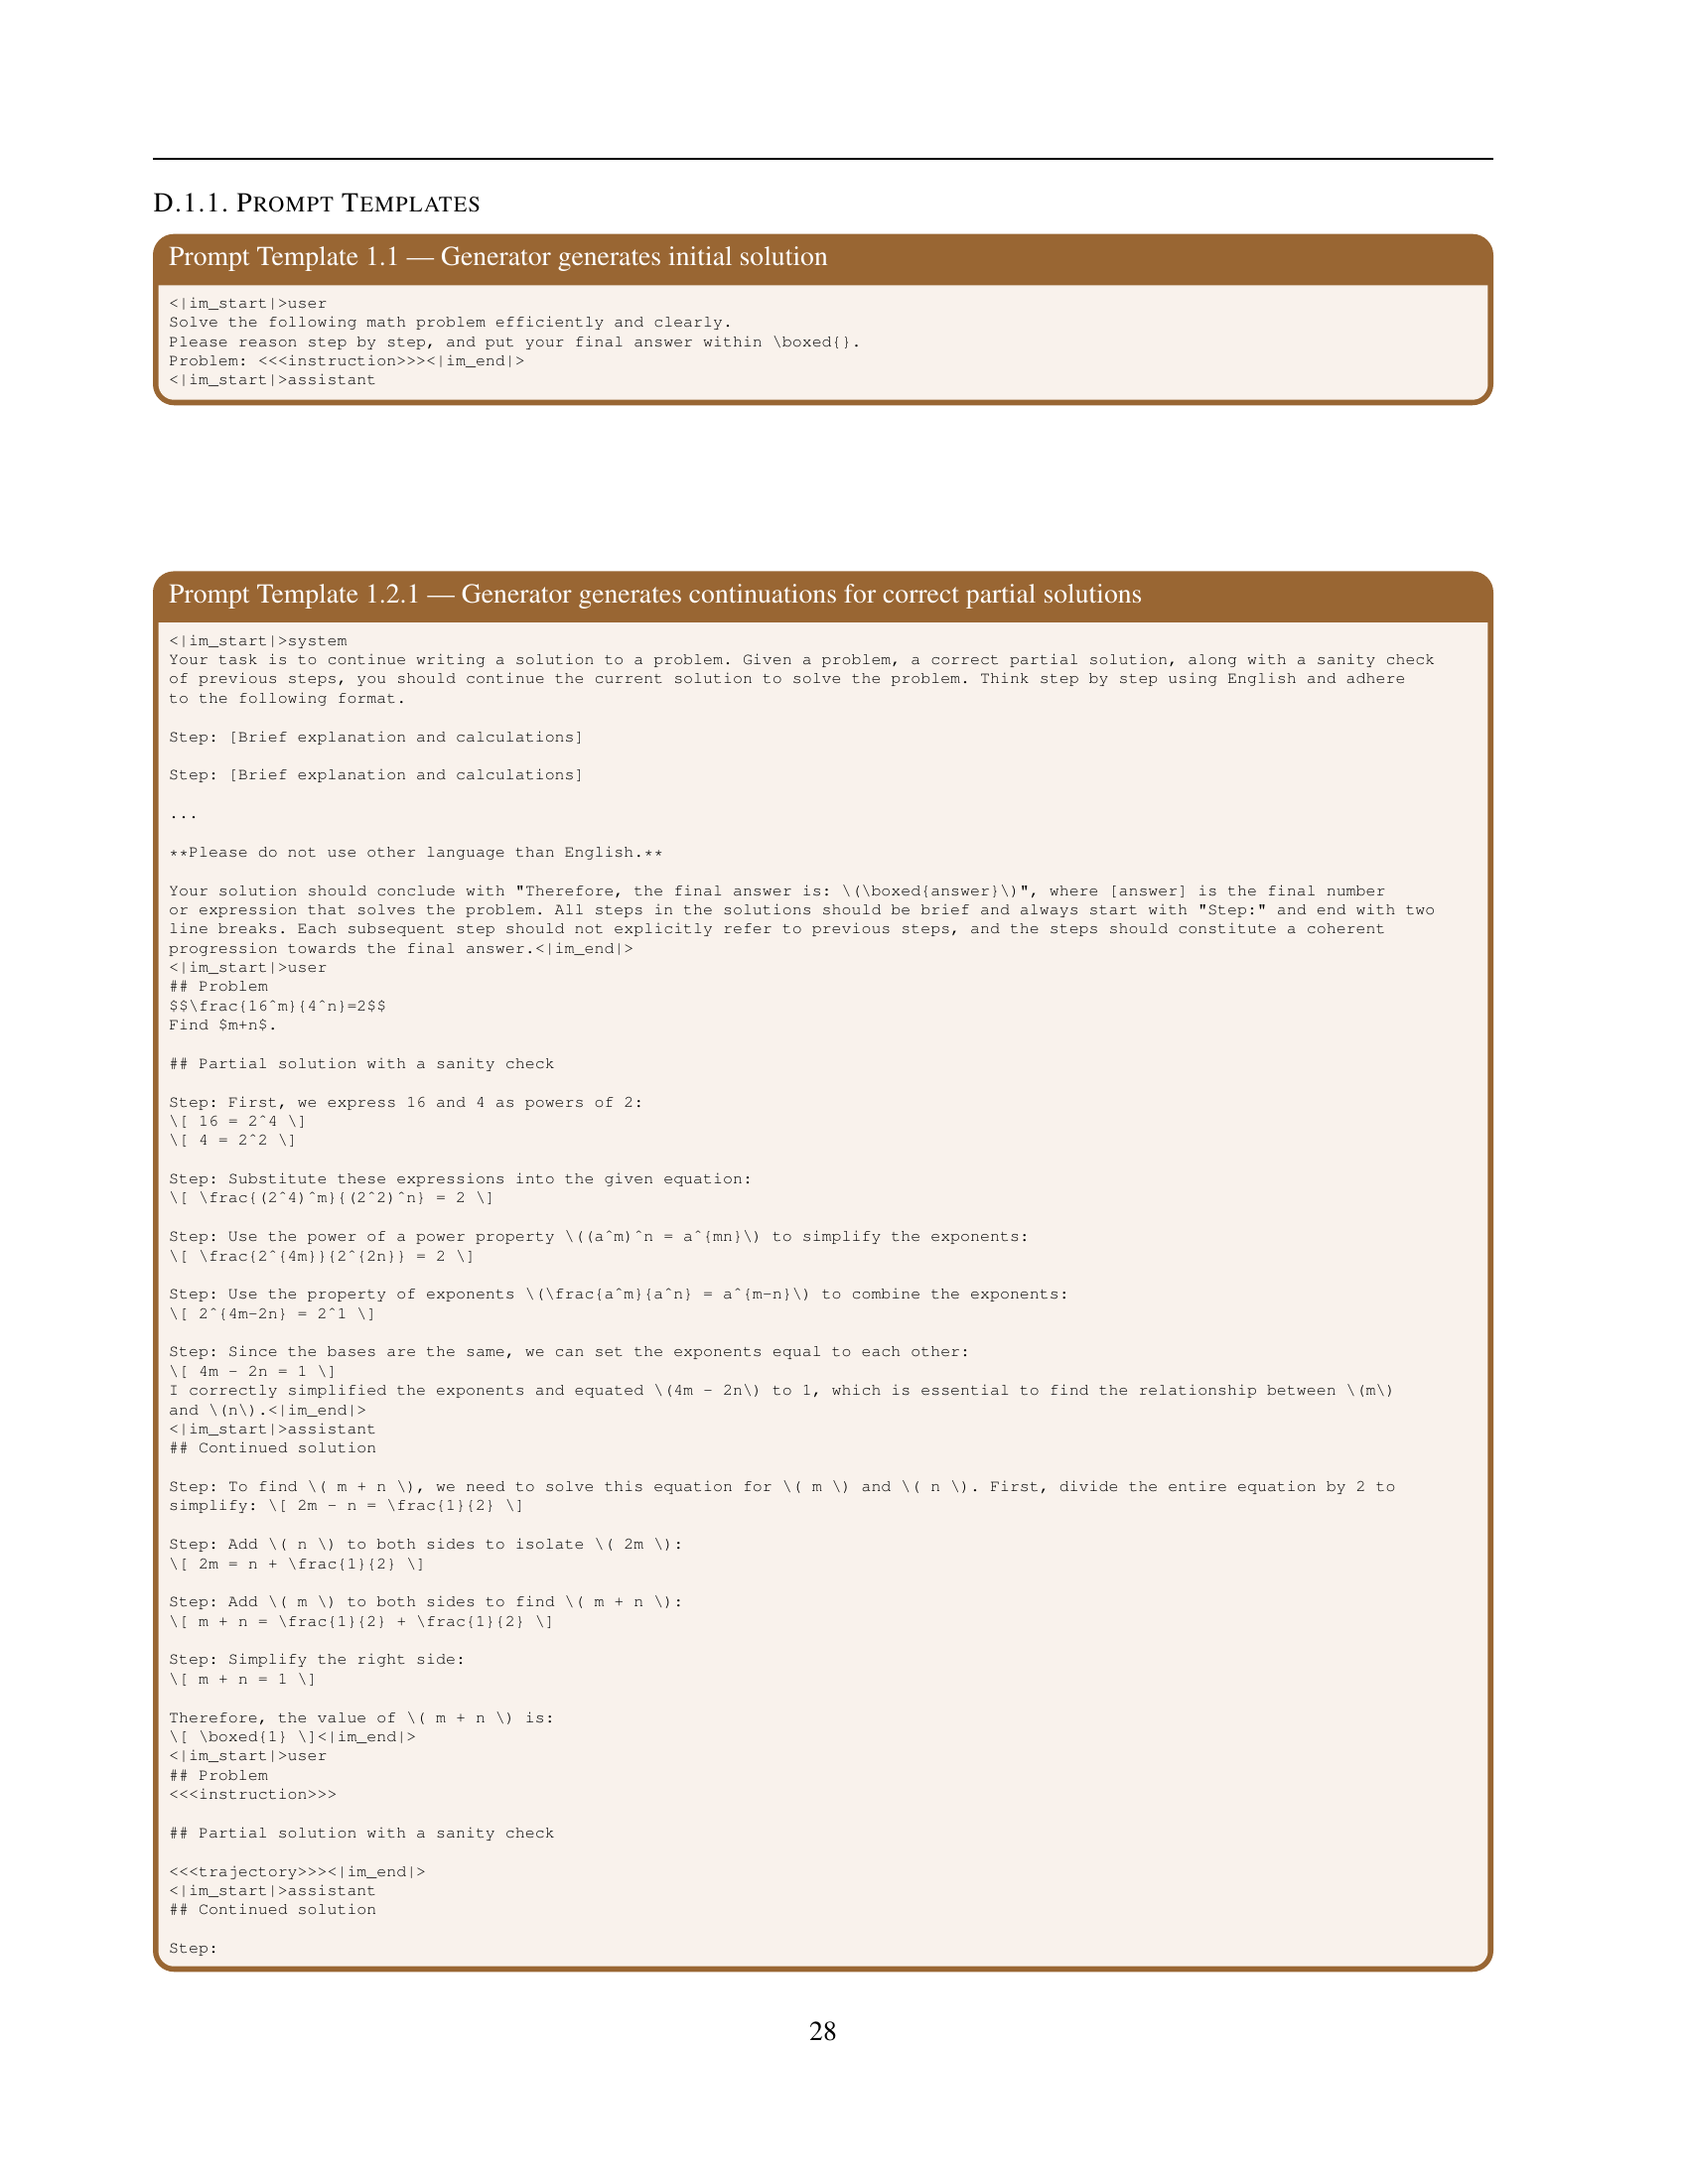 D.1.1. PROMPT TEMPLATES
Prompt Template 1.1 — Generator generates initial solution
<|im_start|>user
Solve the following math problem efficiently and clearly.
Please reason step by step, and put your final answer within \boxed{}.
Problem: <<<instruction>>><|im_end|>
<|im_start|>assistant
Prompt Template 1.2.1 — Generator generates continuations for correct partial solutions
<|im_start|>system
Your task is to continue writing a solution to a problem. Given a problem, a correct partial solution, along with a sanity check
of previous steps, you should continue the current solution to solve the problem. Think step by step using English and adhere
to the following format.
Step: [Brief explanation and calculations]
Step: [Brief explanation and calculations]
...
**Please do not use other language than English.**
Your solution should conclude with "Therefore, the final answer is: \(\boxed{answer}\)", where [answer] is the final number
or expression that solves the problem. All steps in the solutions should be brief and always start with "Step:" and end with two
line breaks. Each subsequent step should not explicitly refer to previous steps, and the steps should constitute a coherent
progression towards the final answer.<|im_end|>
<|im_start|>user
## Problem
$$\frac{16^m}{4^n}=2$$
Find $m+n$.
## Partial solution with a sanity check
Step: First, we express 16 and 4 as powers of 2:
\[ 16 = 2^4 \]
\[ 4 = 2^2 \]
Step: Substitute these expressions into the given equation:
\[ \frac{(2^4)^m}{(2^2)^n} = 2 \]
Step: Use the power of a power property \((a^m)^n = a^{mn}\) to simplify the exponents:
\[ \frac{2^{4m}}{2^{2n}} = 2 \]
Step: Use the property of exponents \(\frac{a^m}{a^n} = a^{m-n}\) to combine the exponents:
\[ 2^{4m-2n} = 2^1 \]
Step: Since the bases are the same, we can set the exponents equal to each other:
\[ 4m - 2n = 1 \]
I correctly simplified the exponents and equated \(4m - 2n\) to 1, which is essential to find the relationship between \(m\)
and \(n\).<|im_end|>
<|im_start|>assistant
## Continued solution
Step: To find \( m + n \), we need to solve this equation for \( m \) and \( n \). First, divide the entire equation by 2 to
simplify: \[ 2m - n = \frac{1}{2} \]
Step: Add \( n \) to both sides to isolate \( 2m \):
\[ 2m = n + \frac{1}{2} \]
Step: Add \( m \) to both sides to find \( m + n \):
\[ m + n = \frac{1}{2} + \frac{1}{2} \]
Step: Simplify the right side:
\[ m + n = 1 \]
Therefore, the value of \( m + n \) is:
\[ \boxed{1} \]<|im_end|>
<|im_start|>user
## Problem
<<<instruction>>>
## Partial solution with a sanity check
<<<trajectory>>><|im_end|>
<|im_start|>assistant
## Continued solution
Step:
28